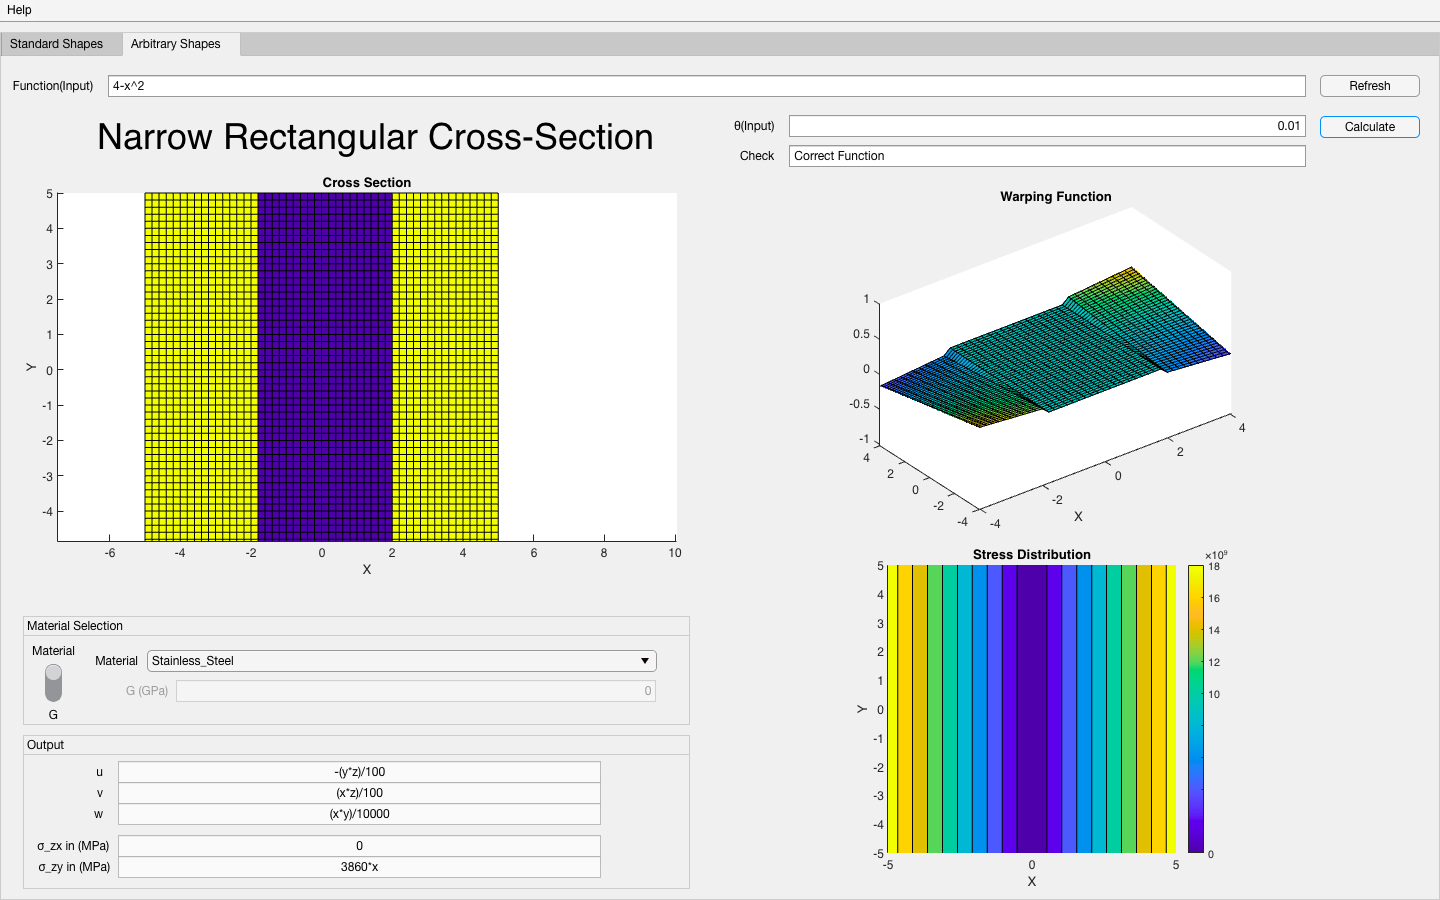 Help
Standard Shapes
Arbitrary Shapes
Function(Input)
4-x^2
Refresh
Narrow Rectangular Cross-Section
θ(Input)
0.01
Calculate
Check
Correct Function
Cross Section
5
4
3
2
1
0
-1
-2
-3
-4
Y
-6
-4
-2
0
2
4
6
8
10
X
Warping Function
1
0.5
0
-0.5
-1
4
2
0
-2
-4
-4
-2
0
2
4
X
Material Selection
Material
G
Material
Stainless_Steel
G (GPa)
0
Output
u
-(y*z)/100
v
(x*z)/100
w
(x*y)/10000
σ_zx in (MPa)
0
σ_zy in (MPa)
3860*x
Stress Distribution
5
4
3
2
1
0
-1
-2
-3
-4
-5
Y
-5
0
5
X
×10⁹
18
16
14
12
10
0